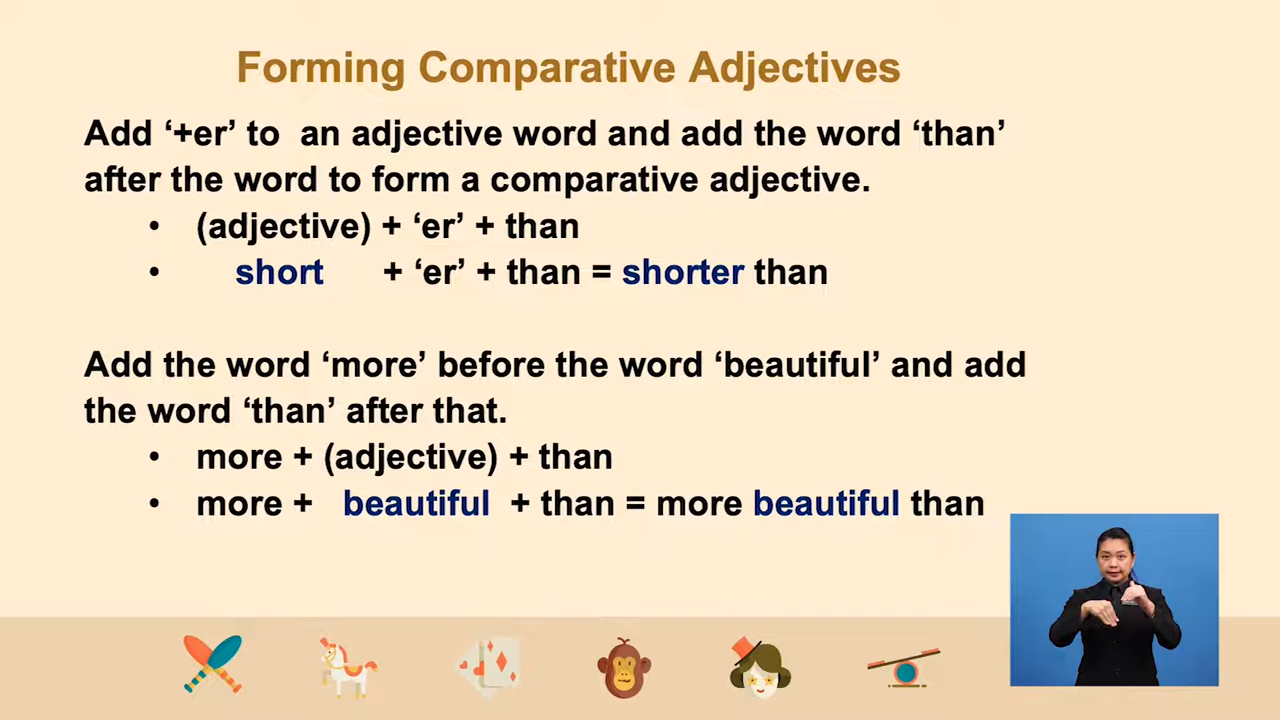 Forming Comparative Adjectives
Add ‘+er’ to an adjective word and add the word ‘than’
after the word to form a comparative adjective.
• (adjective) + ‘er’ + than
• short + ‘er’ + than = shorter than
Add the word ‘more’ before the word ‘beautiful’ and add
the word ‘than’ after that.
• more + (adjective) + than
• more + beautiful + than = more beautiful than